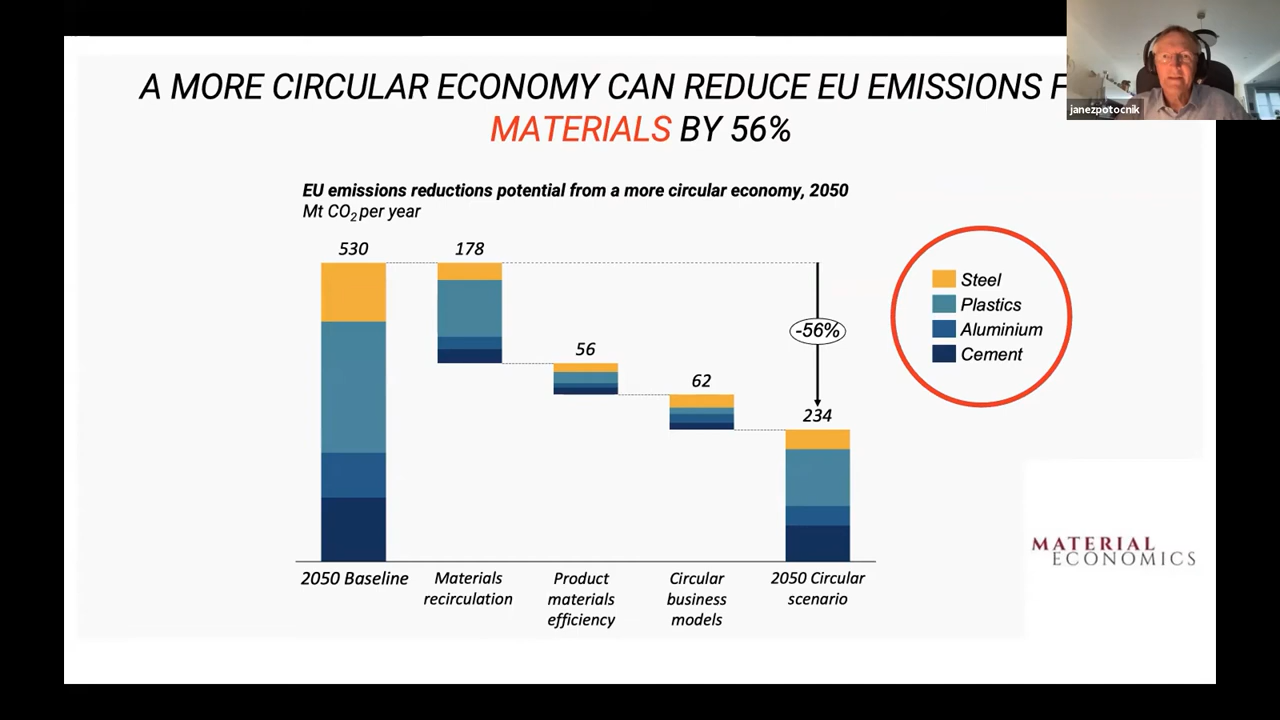 A MORE CIRCULAR ECONOMY CAN REDUCE EU EMISSIONS
MATERIALS BY 56%
janezpotocnik
EU emissions reductions potential from a more circular economy, 2050
Mt CO2 per year
530
178
56
62
234
-56%
Steel
Plastics
Aluminium
Cement
2050 Baseline
Materials
recirculation
Product
materials
efficiency
Circular
business
models
2050 Circular
scenario
MATERIAL
ECONOMICS